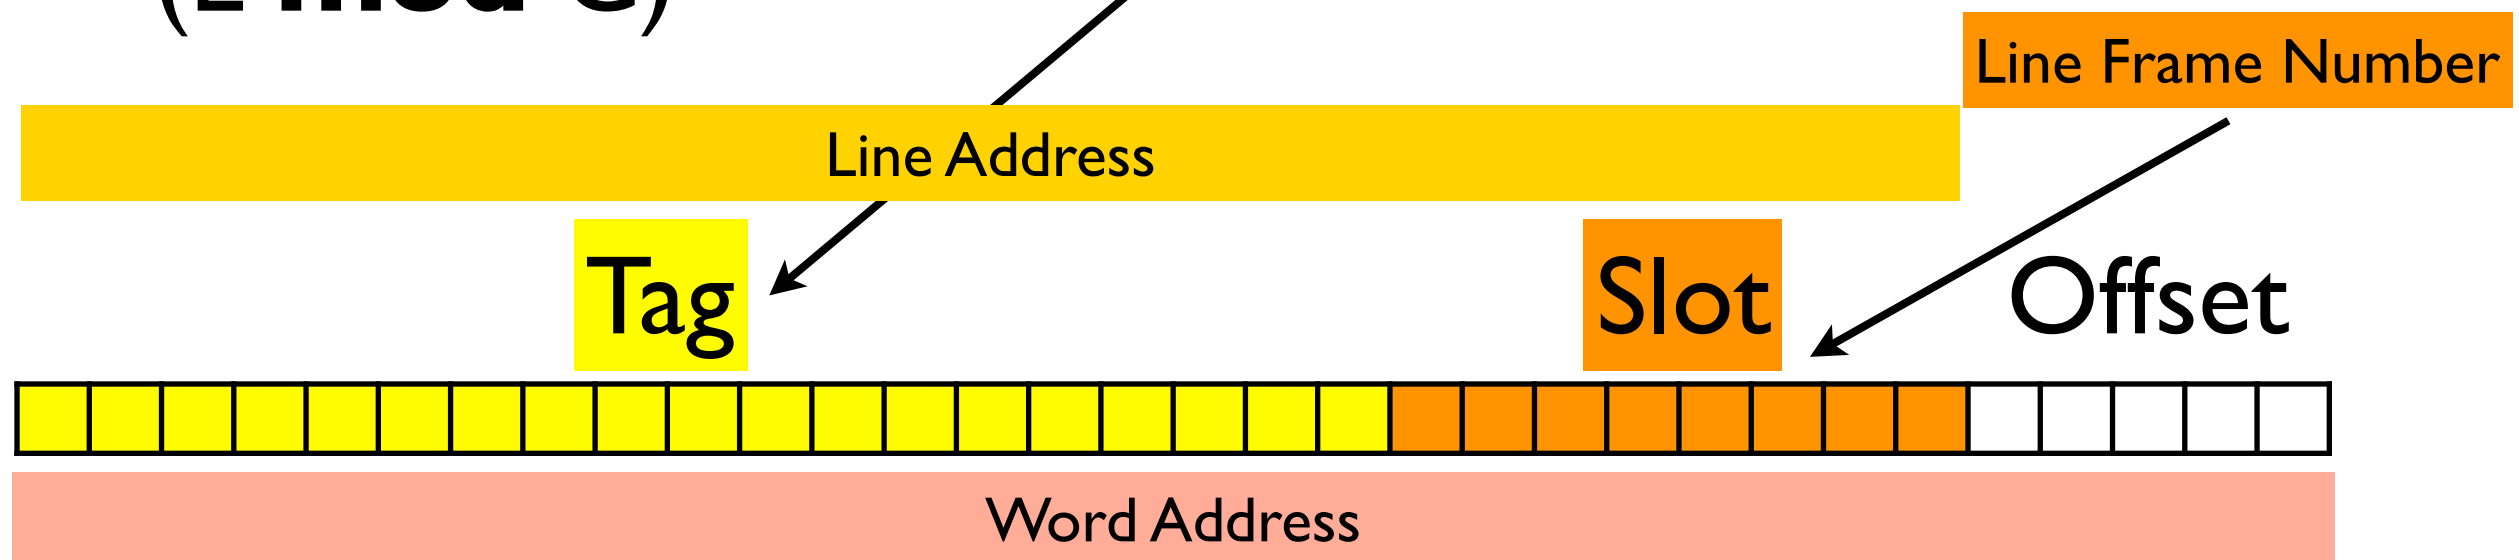 Line Frame Number
Line Address
Tag
Slot
Offset
Word Address